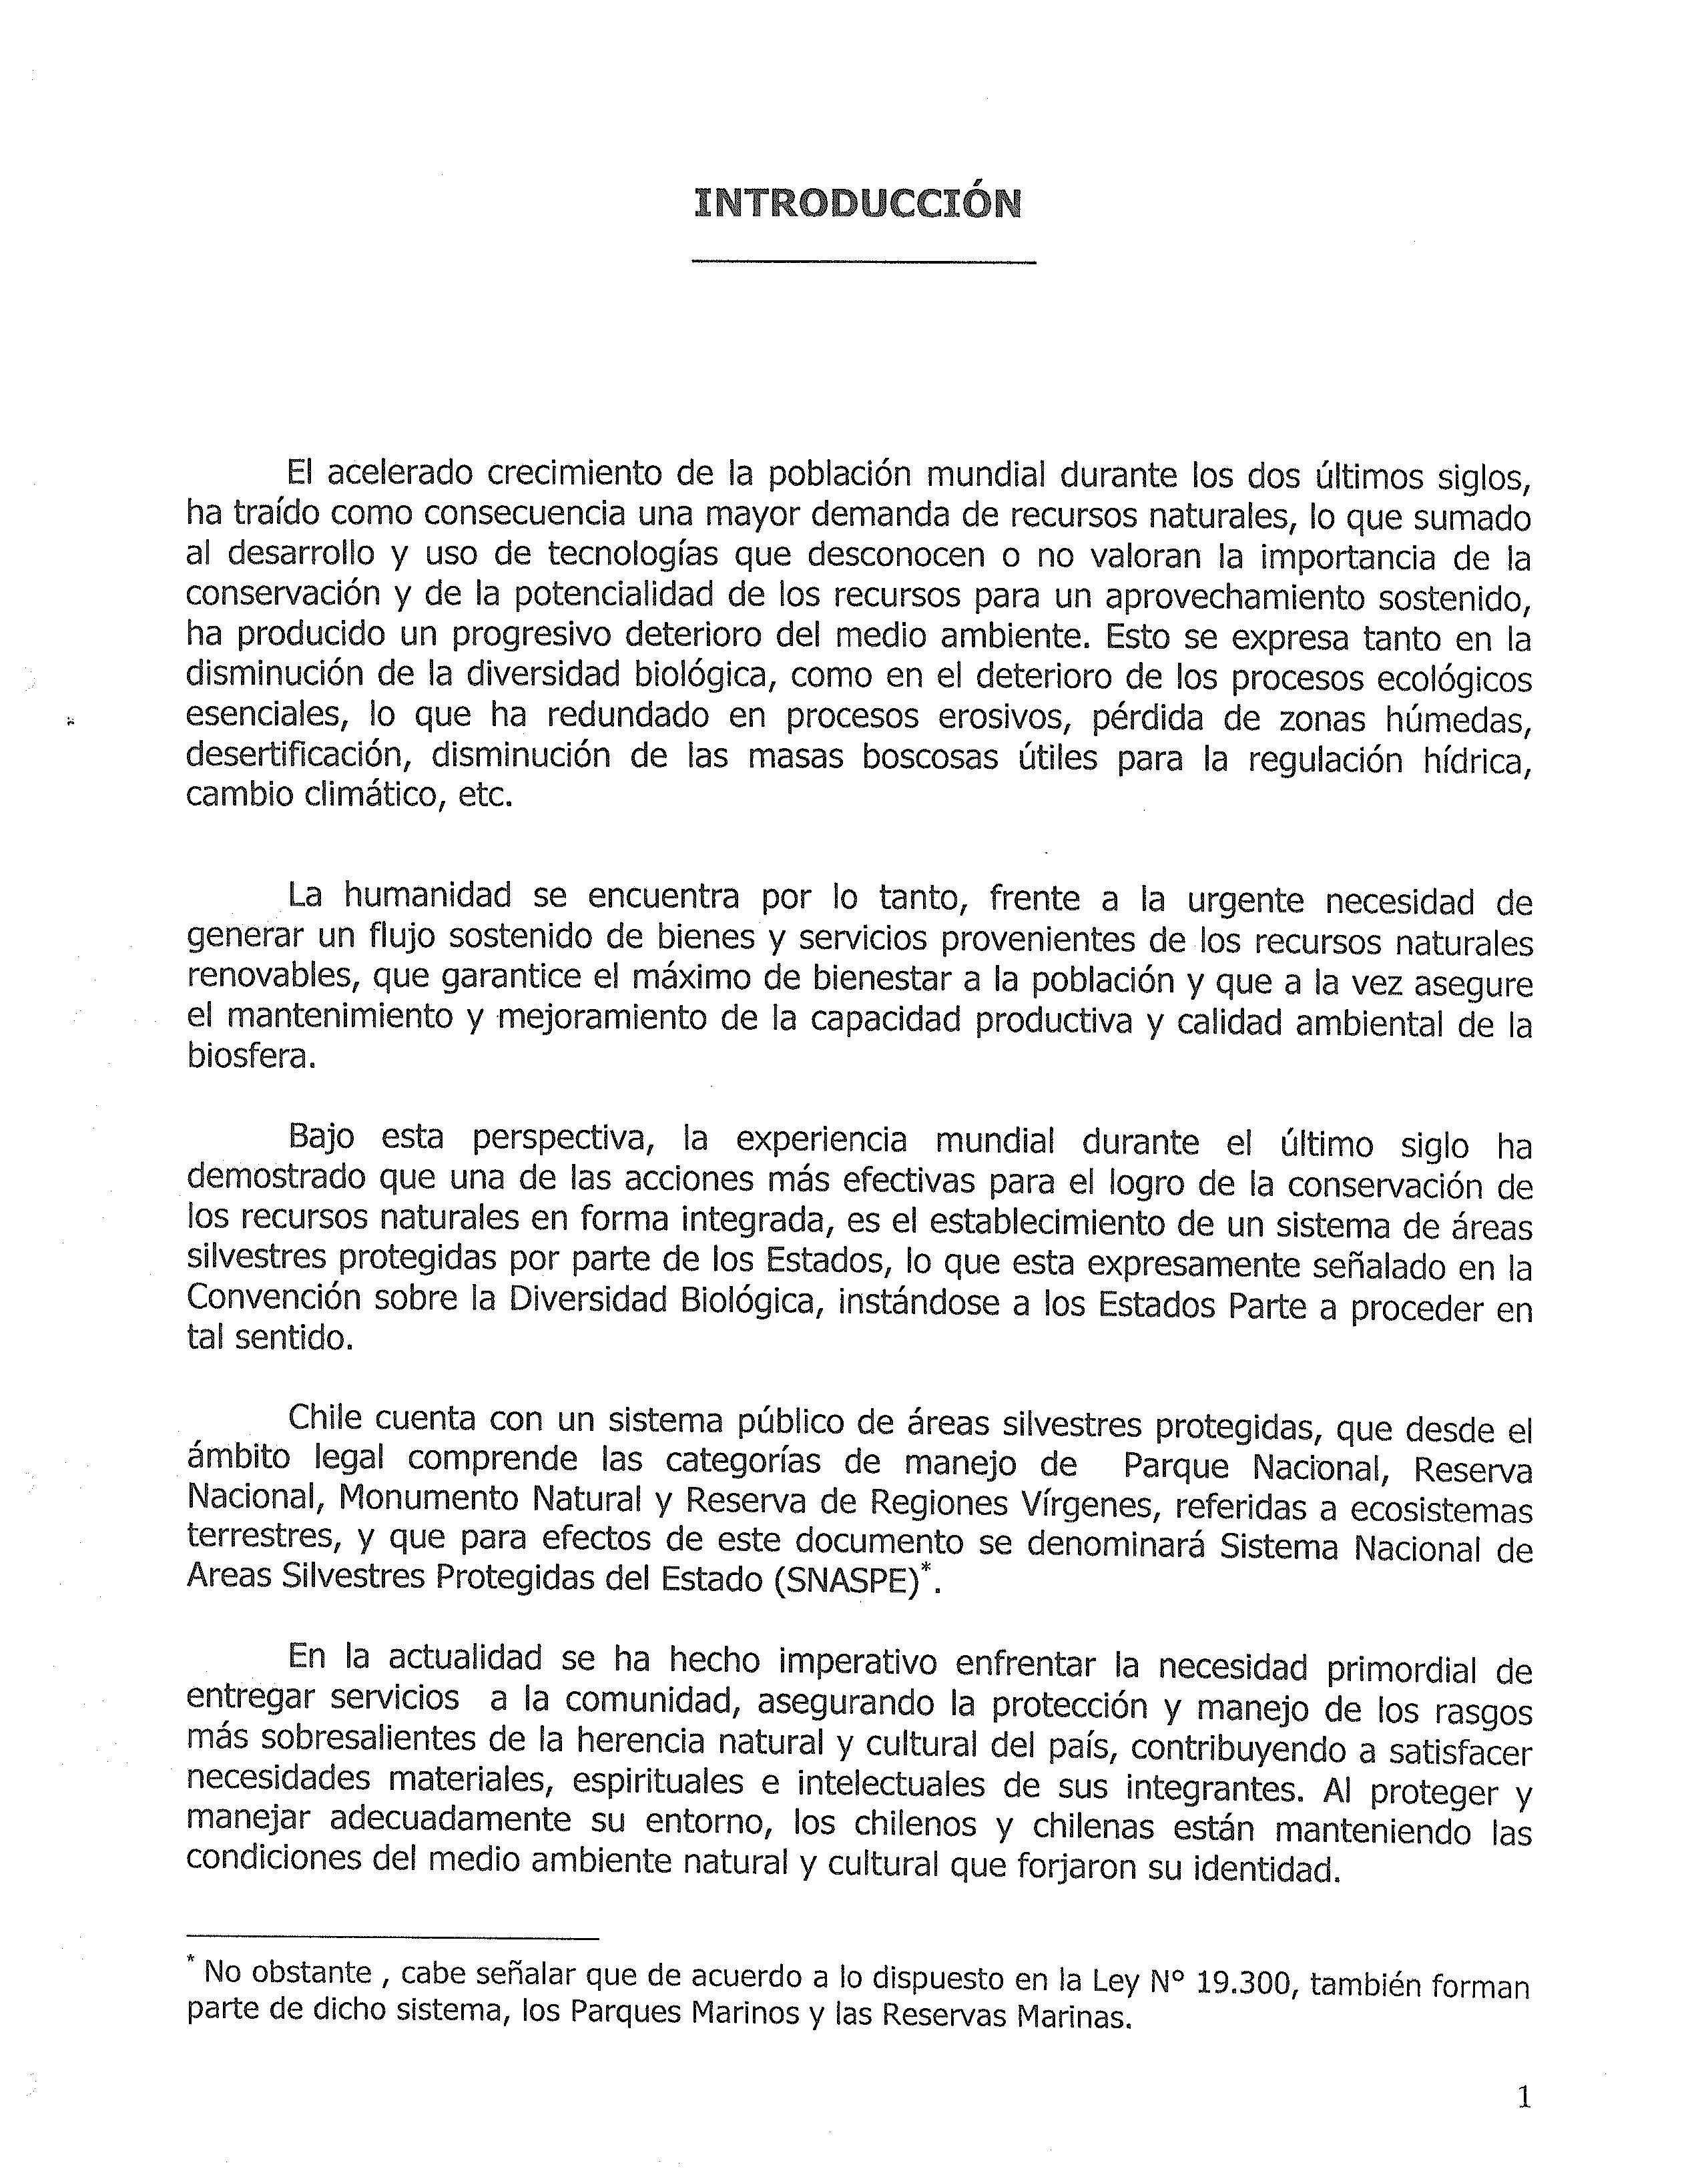 INTRODUCCIÓN
El acelerado crecimiento de la población mundial durante los dos últimos siglos,
ha traído como consecuencia una mayor demanda de recursos naturales, lo que sumado
al desarrollo y uso de tecnologías que desconocen o no valoran la importancia de la
conservación y de la potencialidad de los recursos para un aprovechamiento sostenido,
ha producido un progresivo deterioro del medio ambiente. Esto se expresa tanto en la
disminución de la diversidad biológica, como en el deterioro de los procesos ecológicos
esenciales, lo que ha redundado en procesos erosivos, pérdida de zonas húmedas,
desertificación, disminución de las masas boscosas útiles para la regulación hídrica,
cambio climático, etc.
La humanidad se encuentra por lo tanto, frente a la urgente necesidad de
generar un flujo sostenido de bienes y servicios provenientes de los recursos naturales
renovables, que garantice el máximo de bienestar a la población y que a la vez asegure
el mantenimiento y mejoramiento de la capacidad productiva y calidad ambiental de la
biosfera.
Bajo esta perspectiva, la experiencia mundial durante el último siglo ha
demostrado que una de las acciones más efectivas para el logro de la conservación de
los recursos naturales en forma integrada, es el establecimiento de un sistema de áreas
silvestres protegidas por parte de los Estados, lo que esta expresamente señalado en la
Convención sobre la Diversidad Biológica, instándose a los Estados Parte a proceder en
tal sentido.
Chile cuenta con un sistema público de áreas silvestres protegidas, que desde el
ámbito legal comprende las categorías de manejo de Parque Nacional, Reserva
Nacional, Monumento Natural y Reserva de Regiones Vírgenes, referidas a ecosistemas
terrestres, y que para efectos de este documento se denominará Sistema Nacional de
Areas Silvestres Protegidas del Estado (SNASPE)*.
En la actualidad se ha hecho imperativo enfrentar la necesidad primordial de
entregar servicios a la comunidad, asegurando la protección y manejo de los rasgos
más sobresalientes de la herencia natural y cultural del país, contribuyendo a satisfacer
necesidades materiales, espirituales e intelectuales de sus integrantes. Al proteger y
manejar adecuadamente su entorno, los chilenos y chilenas están manteniendo las
condiciones del medio ambiente natural y cultural que forjaron su identidad.
* No obstante , cabe señalar que de acuerdo a lo dispuesto en la Ley Nº 19.300, también forman
parte de dicho sistema, los Parques Marinos y las Reservas Marinas.
1